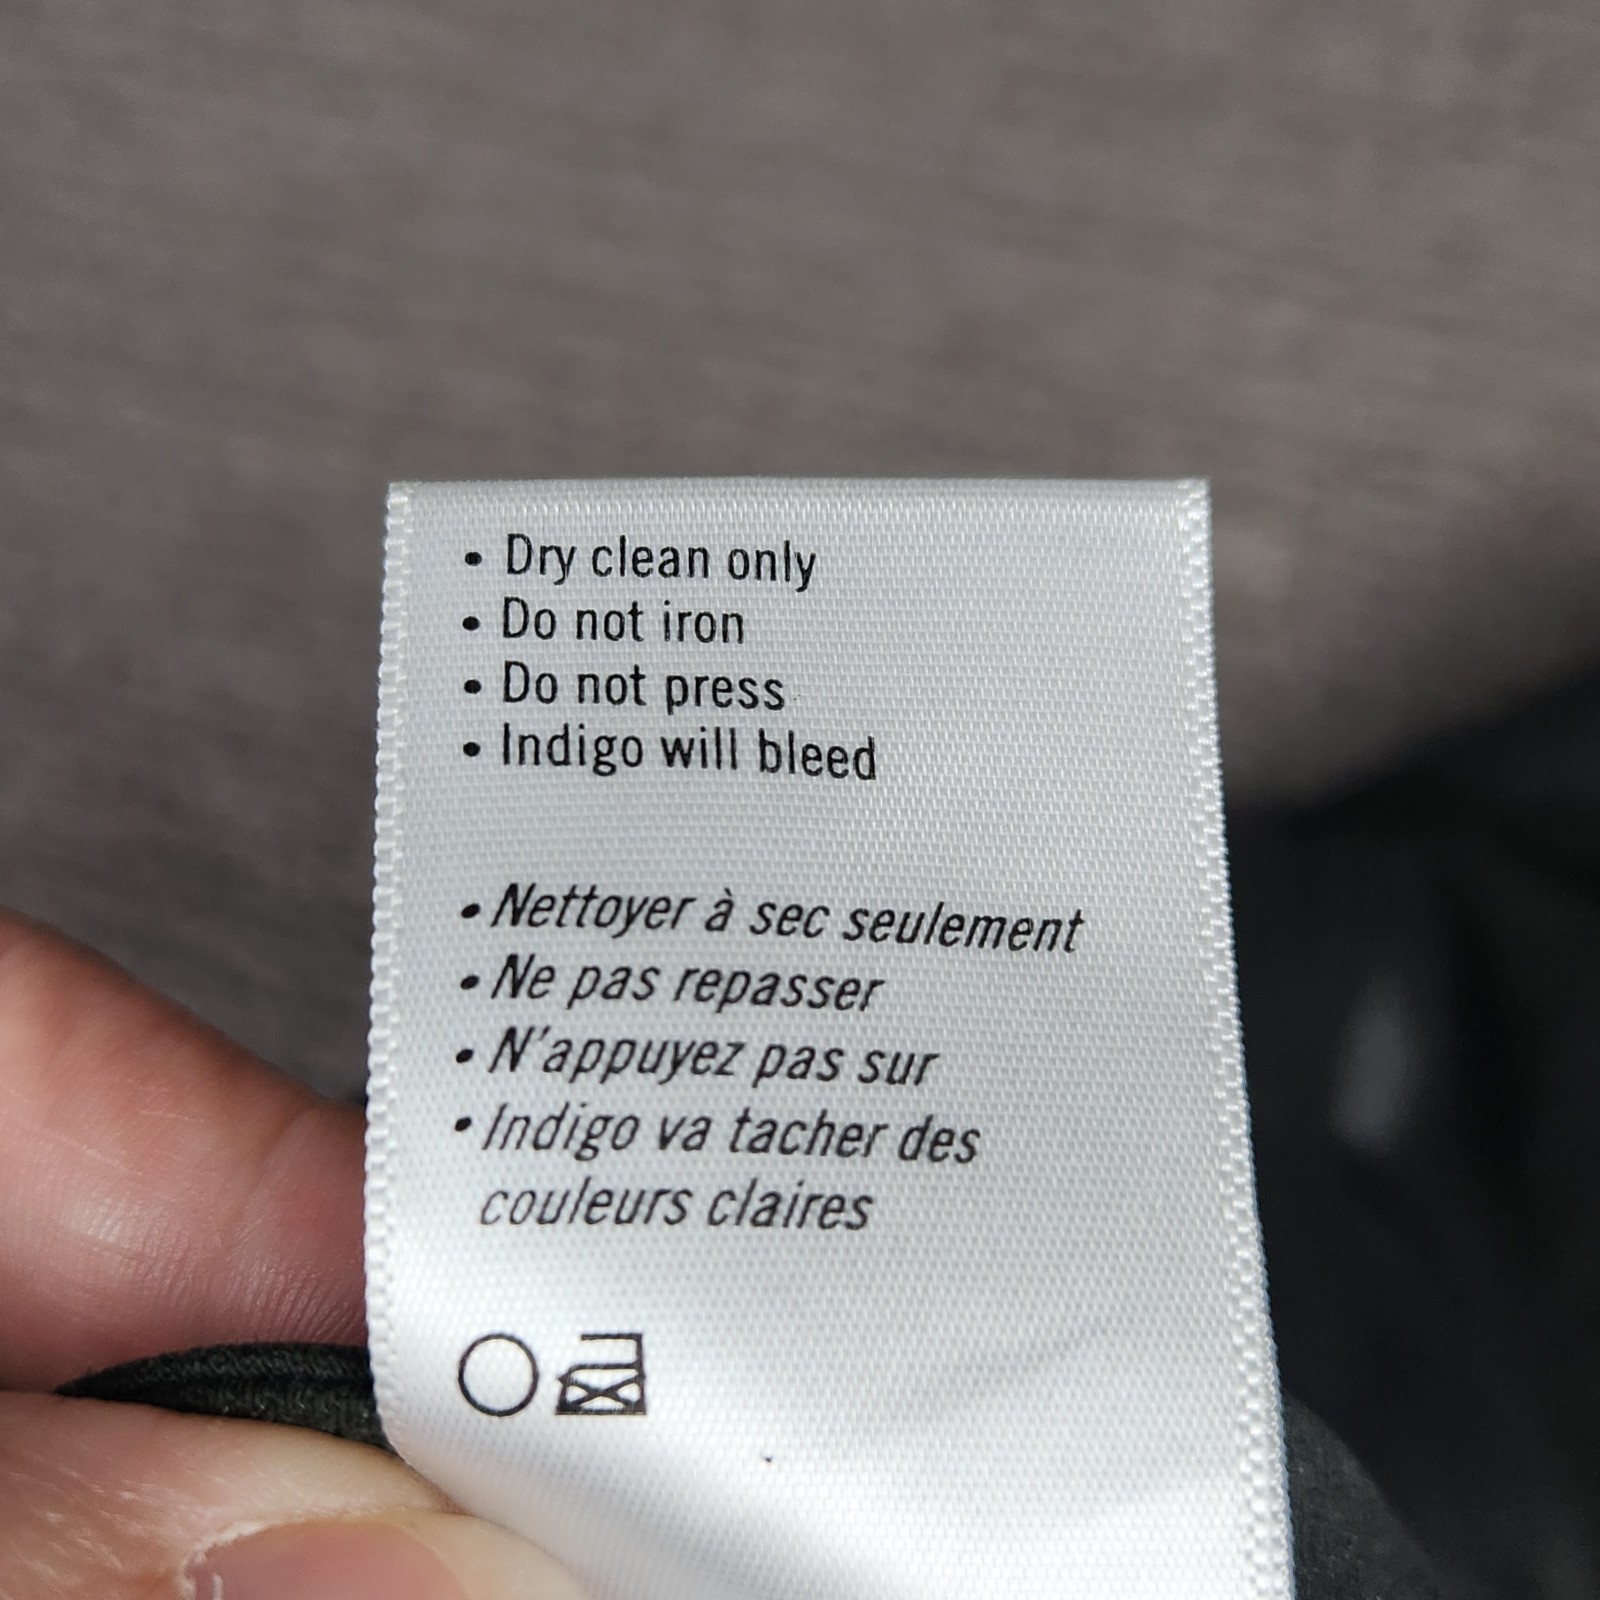 • Dry clean only
• Do not iron
• Do not press
• Indigo will bleed
• Nettoyer à sec seulement
• Ne pas repasser
• N'appuyez pas sur
• Indigo va tacher des
couleurs claires